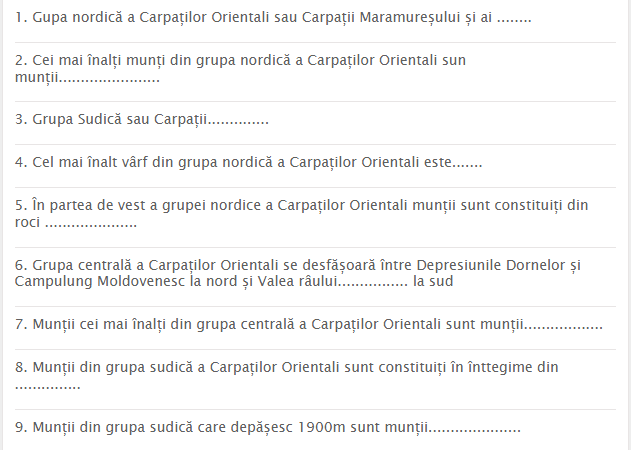 1. Gupa nordică a Carpaților Orientali sau Carpații Maramureșului și ai ........
2. Cei mai înalți munți din grupa nordică a Carpaților Orientali sun
munții.......................
3. Grupa Sudică sau Carpații..............
4. Cel mai înalt vârf din grupa nordică a Carpaților Orientali este.......
5. În partea de vest a grupei nordice a Carpaților Orientali munții sunt constituiți din
roci .....................
6. Grupa centrală a Carpaților Orientali se desfășoară între Depresiunile Dornelor și
Campulung Moldovenesc la nord și Valea râului................ la sud
7. Munții cei mai înalți din grupa centrală a Carpaților Orientali sunt munții..................
8. Munții din grupa sudică a Carpaților Orientali sunt constituiți în înttegime din
...............
9. Munții din grupa sudică care depășesc 1900m sunt munții.....................